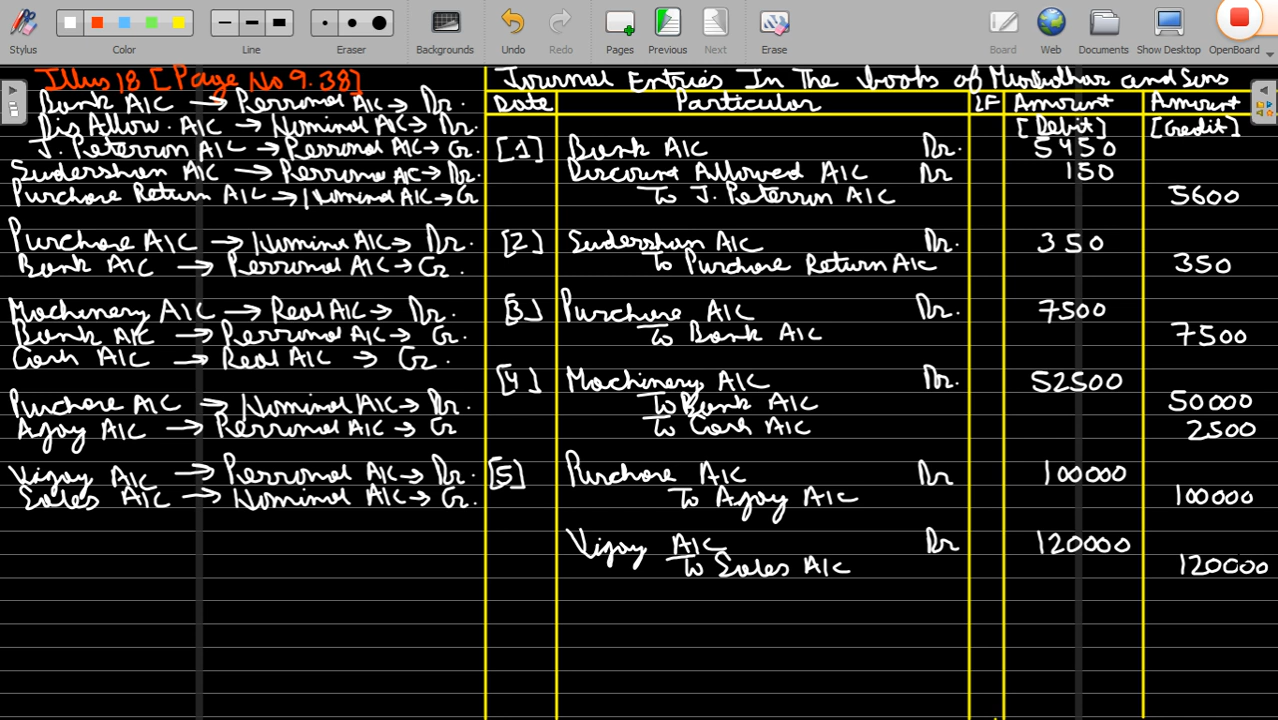 Stylus
Color
Line
Eraser
Backgrounds
Undo
Redo
Pages
Previous
Next
Erase
Board
Web
Documents
Show Desktop
OpenBoard
Illus 18 [Page No 9.38]
Bank A/C → Personal A/C → Dr.
Dis Allow. A/C → Nominal A/C → Dr.
J. Peterson A/C → Personal A/C → Cr.
Sudershan A/C → Personal A/C → Dr.
Purchase Return A/C → Nominal A/C → Cr
Purchase A/C → Nominal A/C → Dr.
Bank A/C → Personal A/C → Cr.
Machinery A/C → Real A/C → Dr.
Bank A/C → Personal A/C → Cr.
Cash A/C → Real A/C → Cr.
Purchase A/C → Nominal A/C → Dr.
Ajay A/C → Personal A/C → Cr
Vijay A/C → Personal A/C → Dr.
Sales A/C → Nominal A/C → Cr.
Journal Entries In The books of Murlidhar and Sons
Date Particular LF Amount [Debit] Amount [Credit]
[1] Bank A/C Dr. 5450
Discount Allowed A/C Dr 150
To J. Peterson A/C 5600
[2] Sudershan A/C Dr. 350
To Purchase Return A/C 350
[3] Purchase A/C Dr. 7500
To Bank A/C 7500
[4] Machinery A/C Dr. 52500
To Bank A/C 50000
To Cash A/C 2500
[5] Purchase A/C Dr 100000
To Ajay A/C 100000
Vijay A/C Dr 120000
To Sales A/C 120000